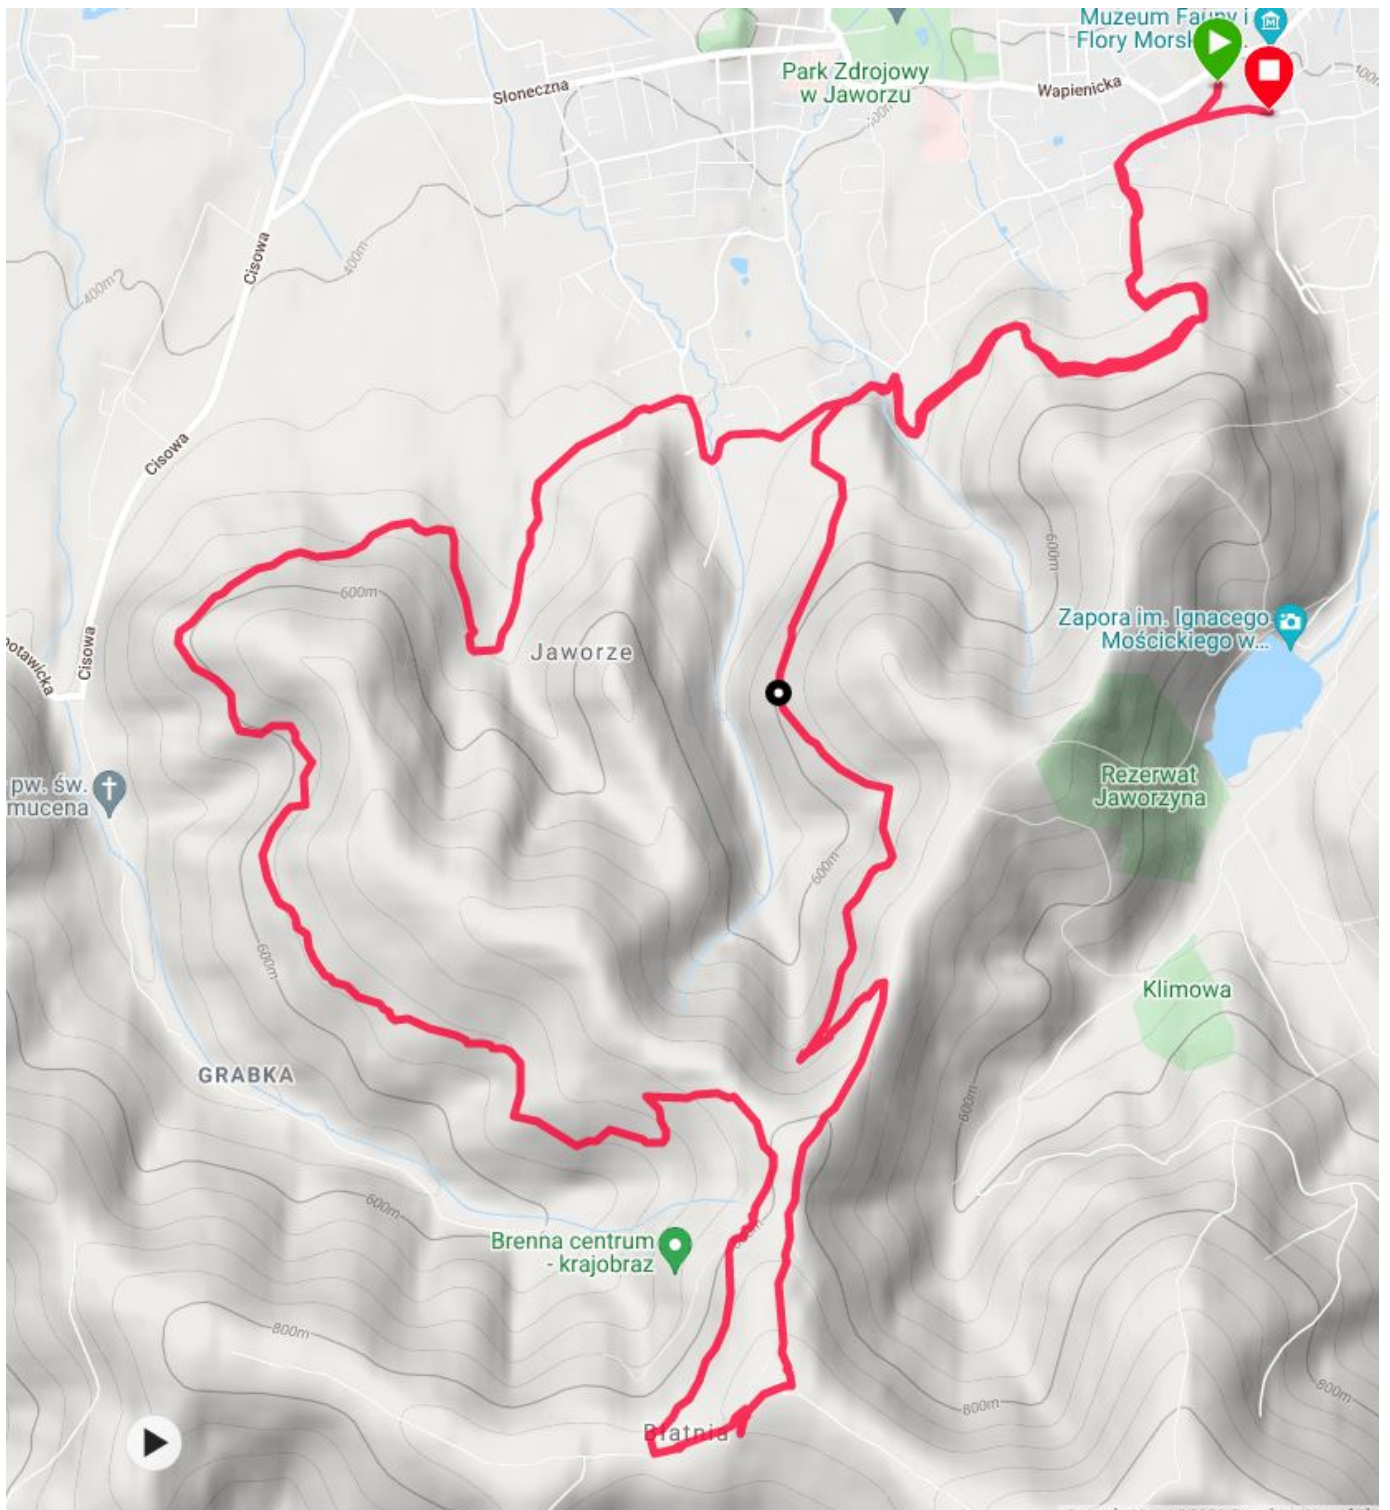 Muzeum Fauny i
Flory Morsk
400m
Park Zdrojowy
w Jaworzu
Wapienicka
Słoneczna
400m
Cisowa
400m
400m
Cisowa
600m
600m
Jaworze
Cisowa
Zapora im. Ignacego
Mościckiego w...
pw. św.
mucena
Rezerwat
Jaworzyna
600m
600m
Klimowa
GRABKA
600m
600m
Brenna centrum
- krajobraz
800m
800m
800m
Błatnia